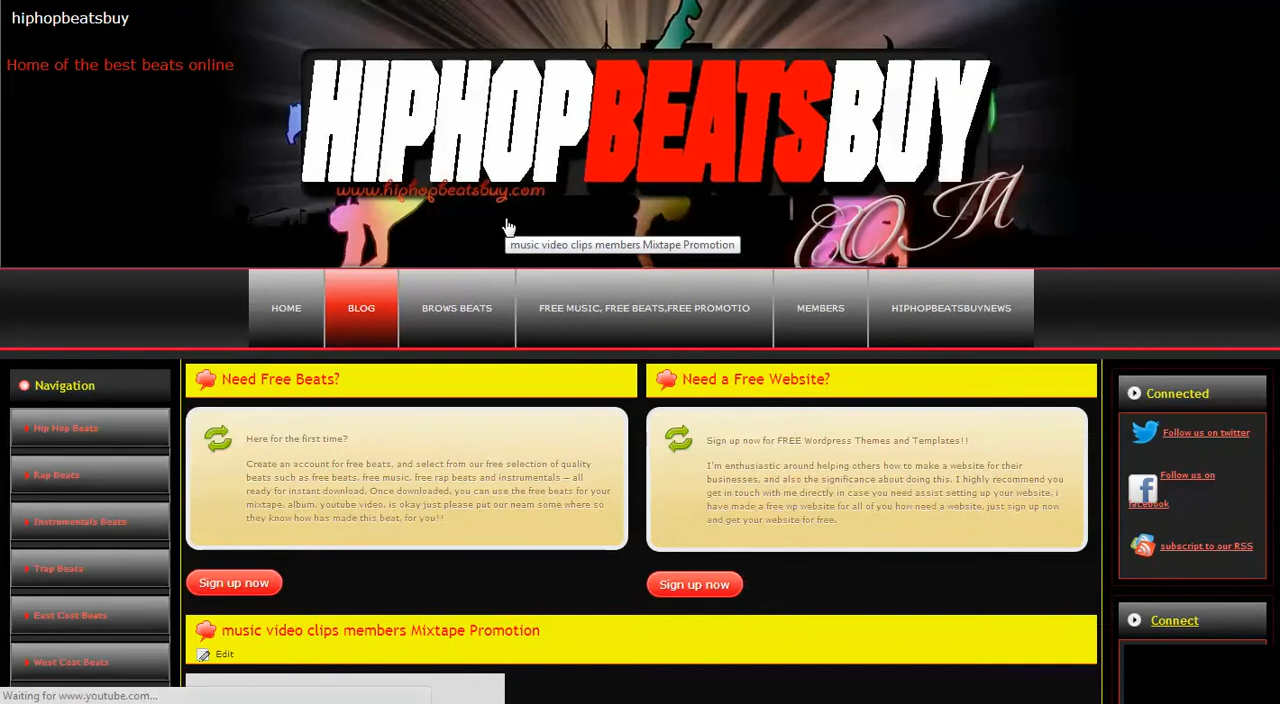 hiphopbeatsbuy
Home of the best beats online
HIPHOPBEATSBUY
www.hiphopbeatsbuy.com
COM
music video clips members Mixtape Promotion
HOME
BLOG
BROWS BEATS
FREE MUSIC, FREE BEATS,FREE PROMOTIO
MEMBERS
HIPHOPBEATSBUYNEWS
Navigation
Hip Hop Beats
Rap Beats
Instrumentals Beats
Trap Beats
East Cost Beats
West Cost Beats
Need Free Beats?
Here for the first time?
Create an account for free beats, and select from our free selection of quality
beats such as free beats, free music, free rap beats and instrumentals – all
ready for instant download. Once downloaded, you can use the free beats for your
mixtape, album, youtube video, is okay just please put our neam some where so
they know how has made this beat, for you!!
Sign up now
Need a Free Website?
Sign up now for FREE Wordpress Themes and Templates!!
I'm enthusiastic around helping others how to make a website for their
businesses, and also the significance about doing this. I highly recommend you
get in touch with me directly in case you need assist setting up your website, i
have made a free wp website for all of you how need a website, just sign up now
and get your website for free.
Sign up now
music video clips members Mixtape Promotion
Edit
Connected
Follow us on twitter
Follow us on
facebook
subscript to our RSS
Connect
Waiting for www.youtube.com...